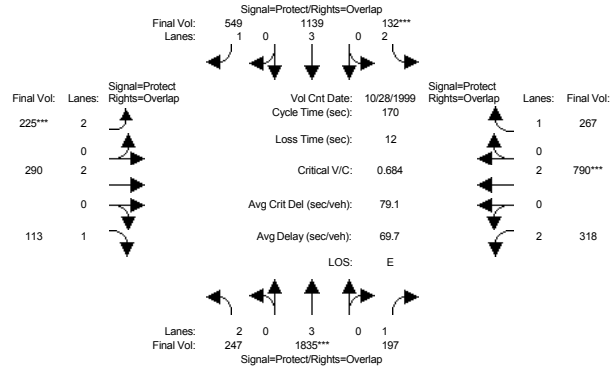 Signal=Protect/Rights=Overlap
Final Vol: 549 1139 132***
Lanes: 1 0 3 0 2
Signal=Protect
Rights=Overlap
Final Vol: Lanes:
225*** 2
0
290 2
0
113 1
Vol Cnt Date: 10/28/1999
Cycle Time (sec): 170
Loss Time (sec): 12
Critical V/C: 0.684
Avg Crit Del (sec/veh): 79.1
Avg Delay (sec/veh): 69.7
LOS: E
Signal=Protect
Rights=Overlap
Lanes: Final Vol:
1 267
0
2 790***
0
2 318
Lanes: 2 0 3 0 1
Final Vol: 247 1835*** 197
Signal=Protect/Rights=Overlap